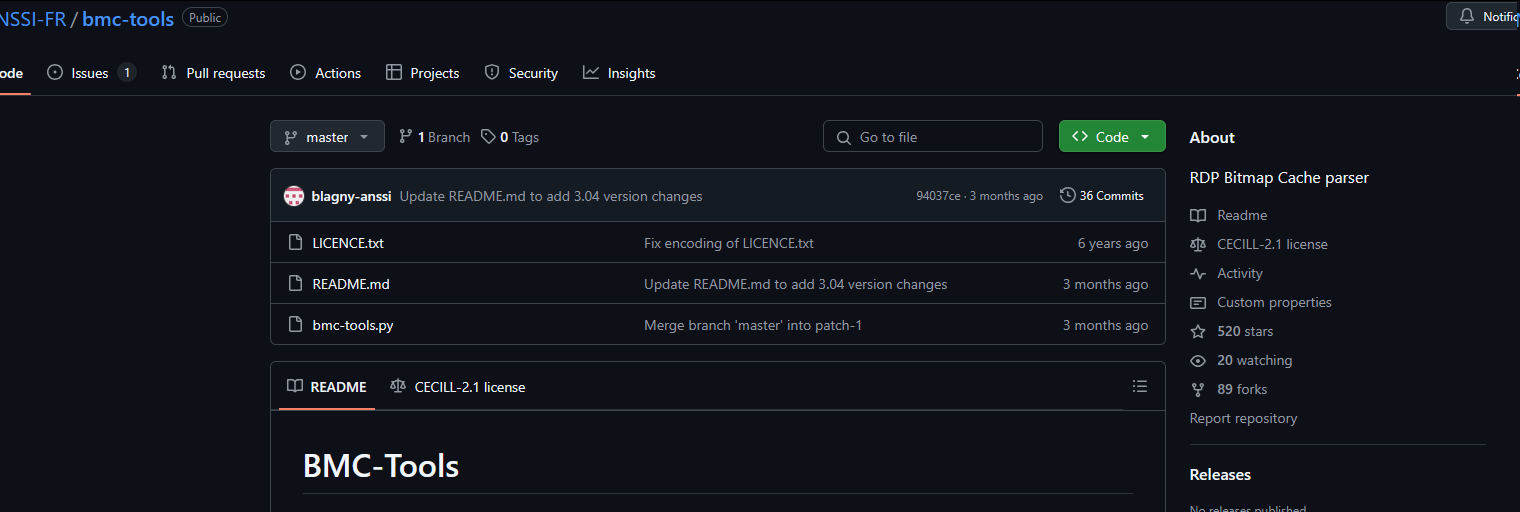 NSSI-FR / bmc-tools Public
Notific
ode Issues 1 Pull requests Actions Projects Security Insights
master 1 Branch 0 Tags Go to file Code
About
RDP Bitmap Cache parser
blagny-anssi Update README.md to add 3.04 version changes 94037ce · 3 months ago 36 Commits
LICENCE.txt Fix encoding of LICENCE.txt 6 years ago
README.md Update README.md to add 3.04 version changes 3 months ago
bmc-tools.py Merge branch 'master' into patch-1 3 months ago
Readme
CECILL-2.1 license
Activity
Custom properties
520 stars
20 watching
89 forks
Report repository
README CECILL-2.1 license
BMC-Tools
Releases
No releases published